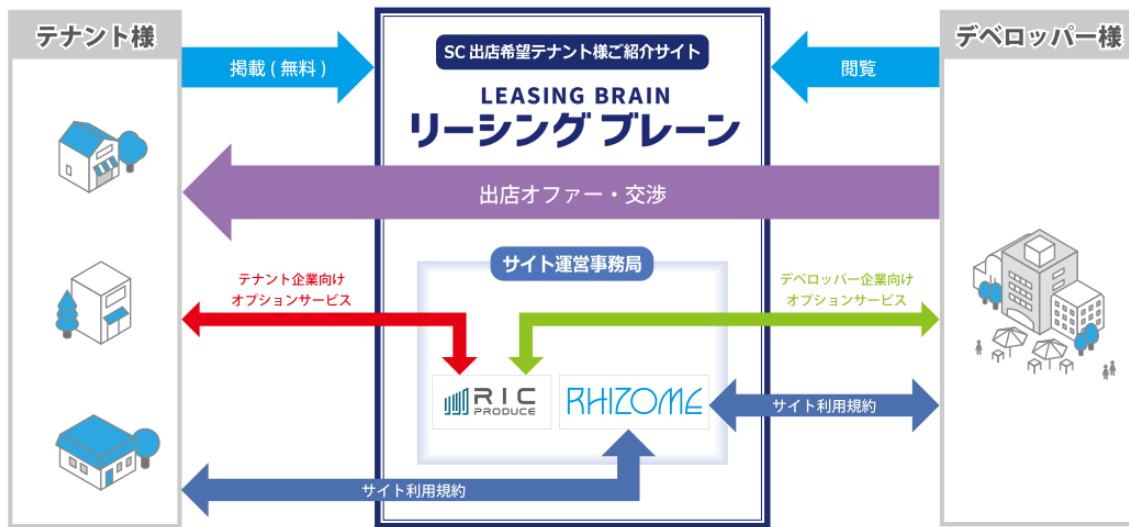 テナント様
デベロッパー様
SC 出店希望テナント様ご紹介サイト
掲載 ( 無料 )
閲覧
LEASING BRAIN
リーシング ブレーン
出店オファー・交渉
サイト運営事務局
テナント企業向け
オプションサービス
デベロッパー企業向け
オプションサービス
RIC
PRODUCE
RHIZOME
サイト利用規約
サイト利用規約